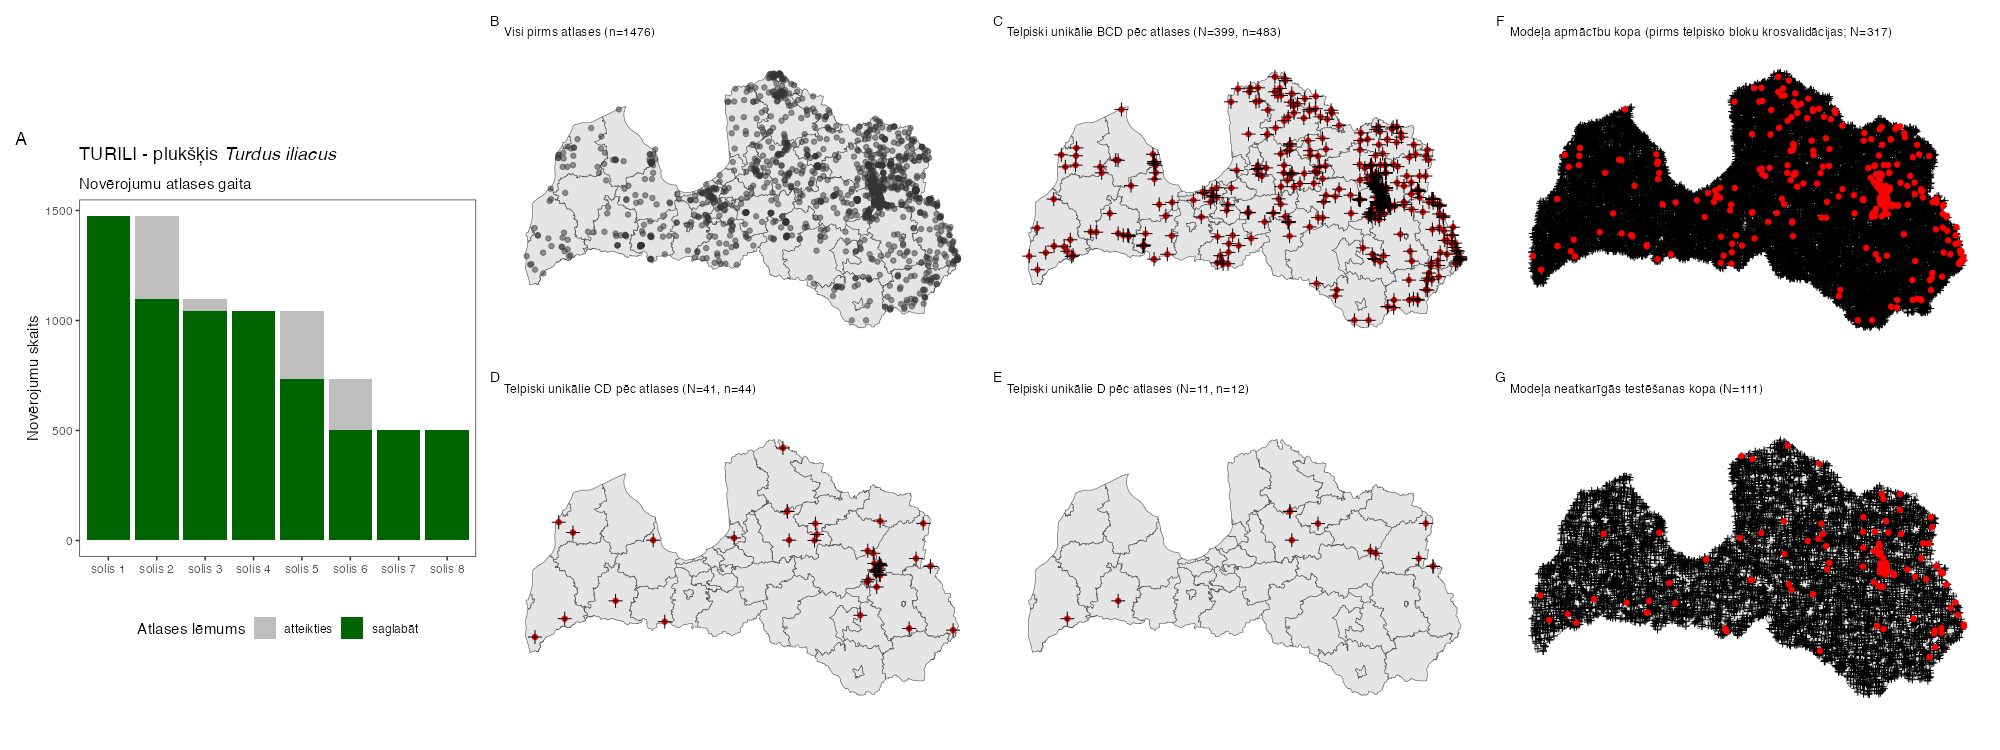 A
TURILI - plukšķis Turdus iliacus
Novērojumu atlases gaita
Novērojumu skaits
1500
1000
500
0
solis 1 solis 2 solis 3 solis 4 solis 5 solis 6 solis 7 solis 8
Atlases lēmums atteikties saglabāt
B
Visi pirms atlases (n=1476)
C
Telpiski unikālie BCD pēc atlases (N=399, n=483)
D
Telpiski unikālie CD pēc atlases (N=41, n=44)
E
Telpiski unikālie D pēc atlases (N=11, n=12)
F
Modeļa apmācību kopa (pirms telpisko bloku krosvalidācijas; N=317)
G
Modeļa neatkarīgās testēšanas kopa (N=111)